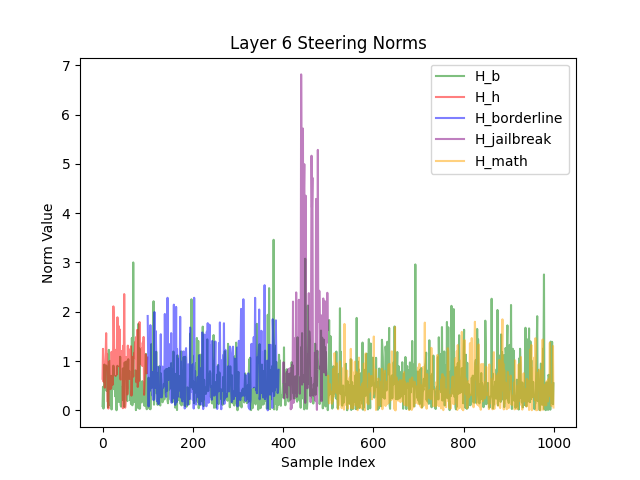 Layer 6 Steering Norms
Norm Value
7
6
5
4
3
2
1
0
0 200 400 600 800 1000
Sample Index
H_b
H_h
H_borderline
H_jailbreak
H_math